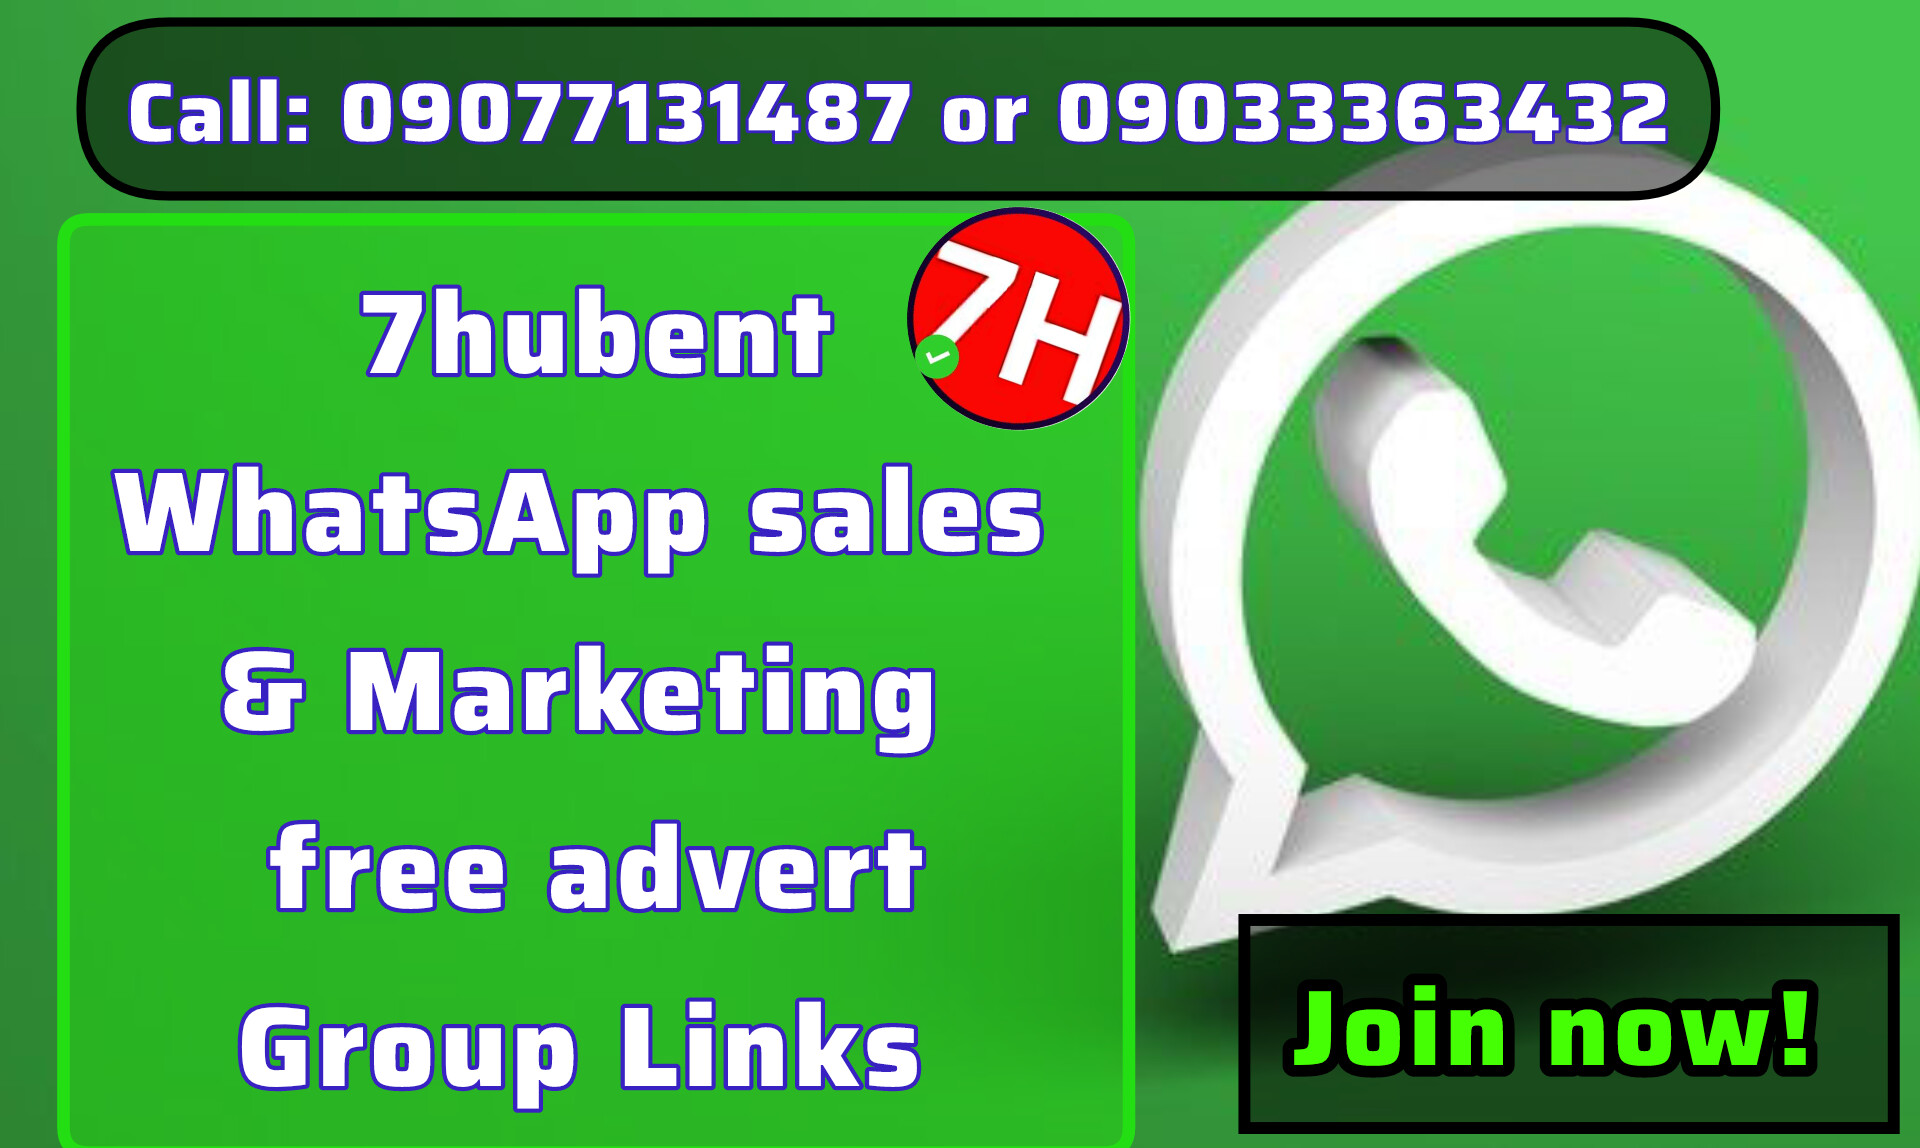 Call: 09077131487 or 09033363432
7hubent
7H
WhatsApp sales
& Marketing
free advert
Group Links
Join now!